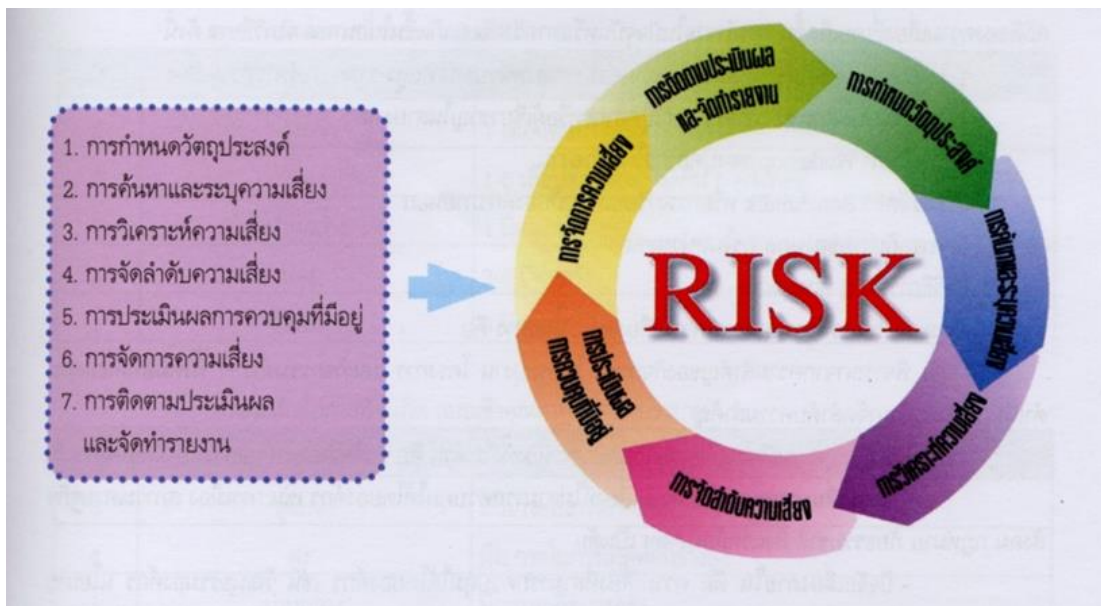 1. การกำหนดวัตถุประสงค์
2. การค้นหาและระบุความเสี่ยง
3. การวิเคราะห์ความเสี่ยง
4. การจัดลำดับความเสี่ยง
5. การประเมินผลการควบคุมที่มีอยู่
6. การจัดการความเสี่ยง
7. การติดตามประเมินผล
และจัดทำรายงาน
RISK
การกำหนดวัตถุประสงค์
การค้นหาและระบุความเสี่ยง
การวิเคราะห์ความเสี่ยง
การจัดลำดับความเสี่ยง
การประเมินผล
การควบคุมที่มีอยู่
การจัดการความเสี่ยง
การติดตามประเมินผล
และจัดทำรายงาน